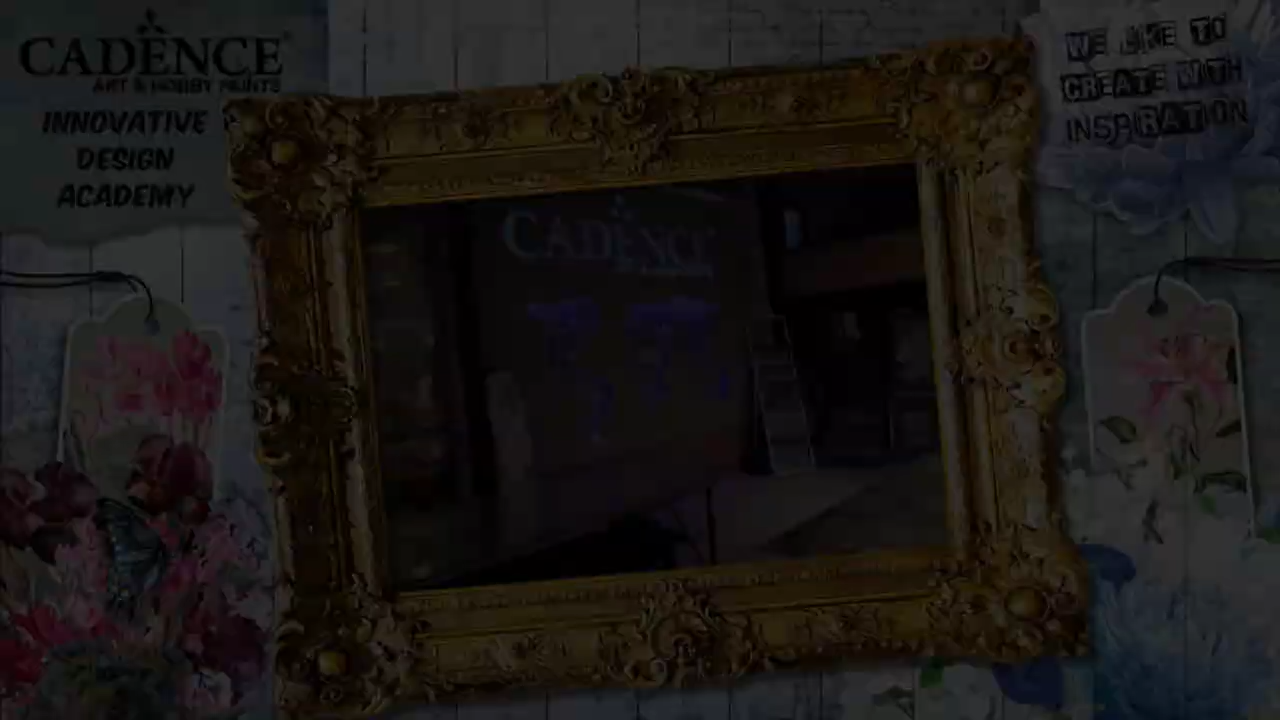 CADENCE
ART & HOBBY PAINTS
INNOVATIVE
DESIGN
ACADEMY
WE LIKE TO
CREATE WITH
INSPIRATION
CADENCE